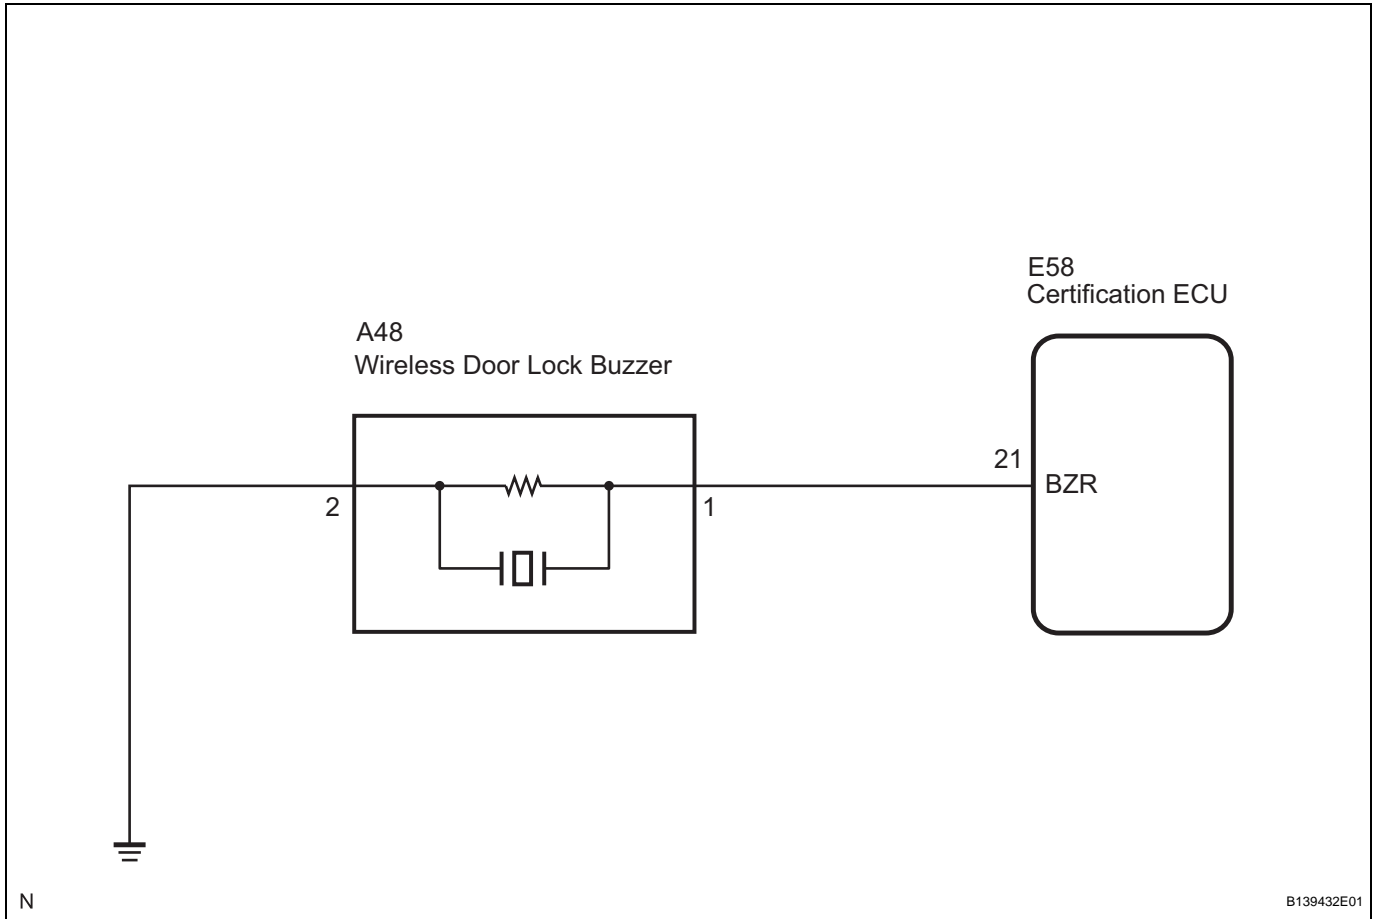 E58
Certification ECU
A48
Wireless Door Lock Buzzer
21
BZR
2
1
N
B139432E01